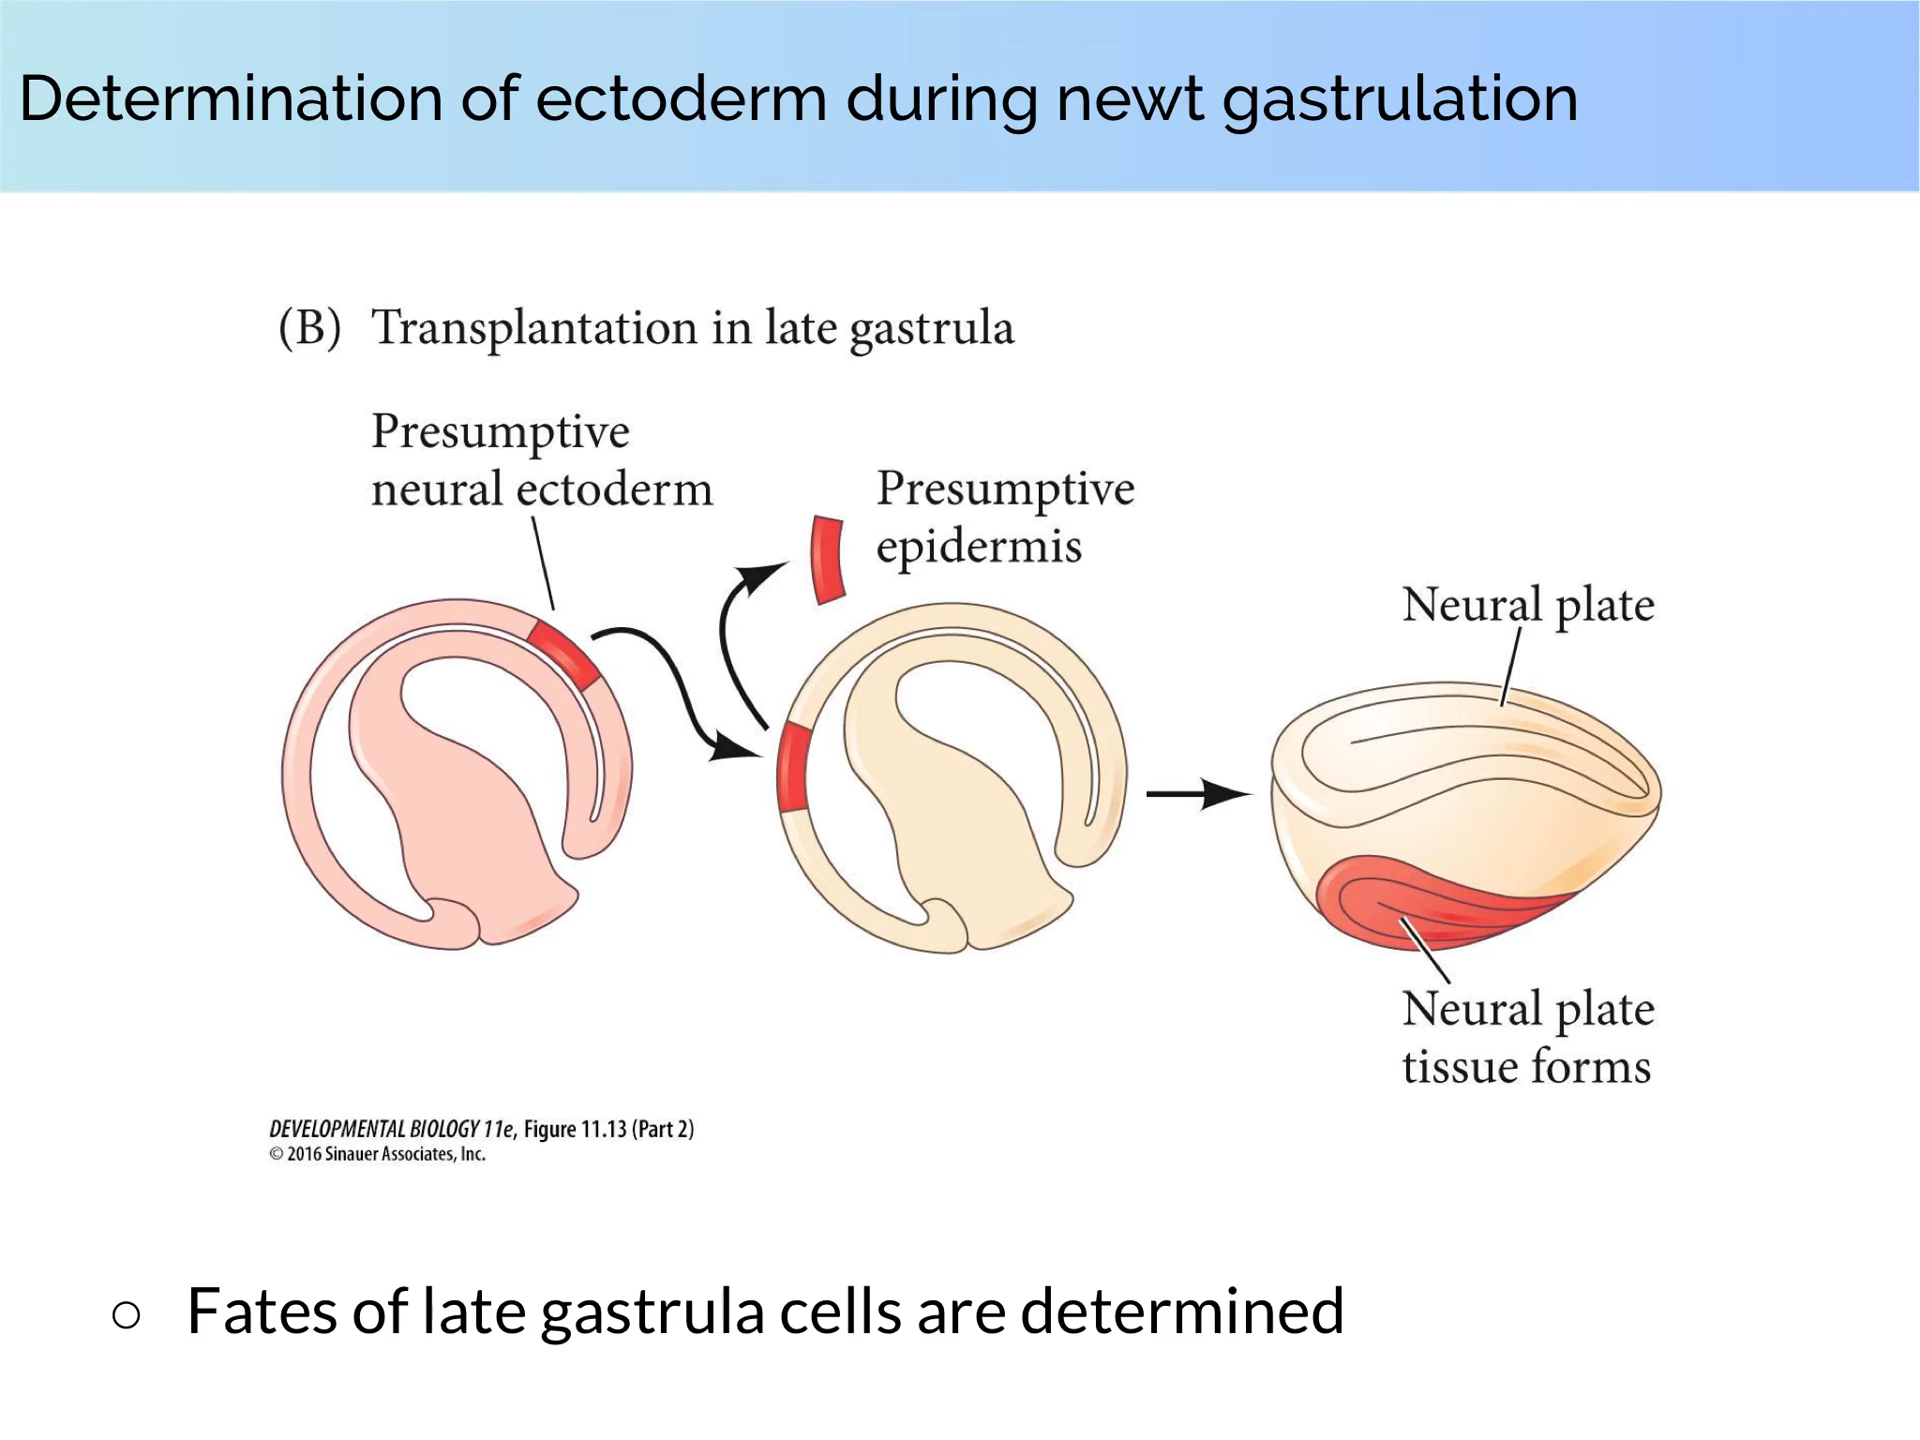 Determination of ectoderm during newt gastrulation
(B) Transplantation in late gastrula
Presumptive
neural ectoderm
Presumptive
epidermis
Neural plate
Neural plate
tissue forms
DEVELOPMENTAL BIOLOGY 11e, Figure 11.13 (Part 2)
© 2016 Sinauer Associates, Inc.
○ Fates of late gastrula cells are determined